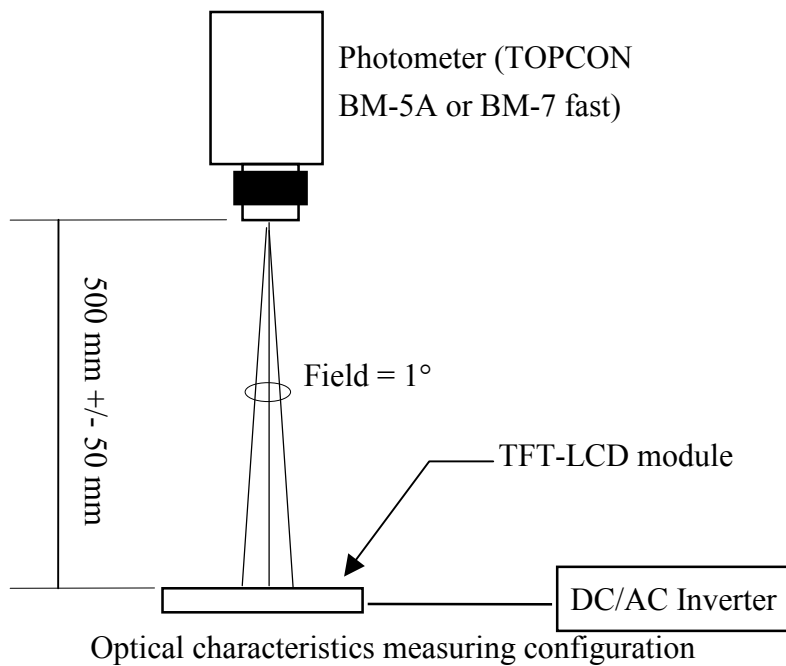 Photometer (TOPCON
BM-5A or BM-7 fast)
500 mm +/- 50 mm
Field = 1°
TFT-LCD module
DC/AC Inverter
Optical characteristics measuring configuration